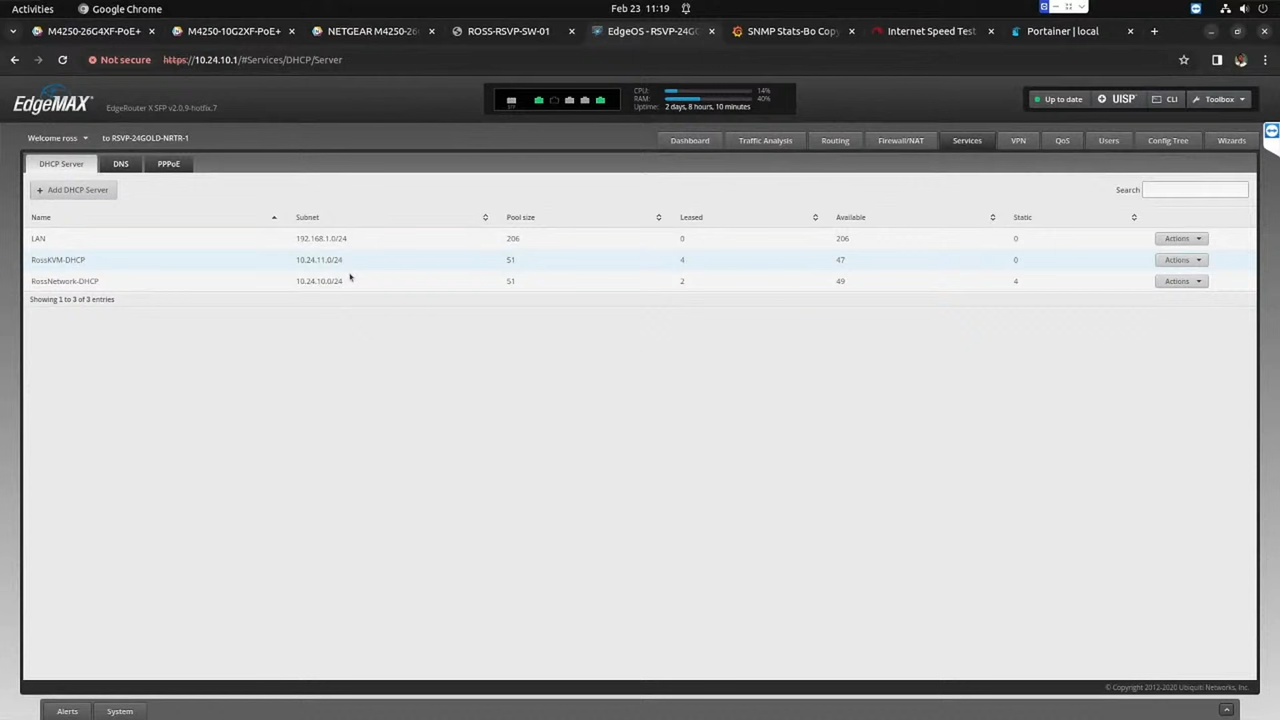 Activities Google Chrome Feb 23 11:19
M4250-26G4XF-PoE+ M4250-10G2XF-PoE+ NETGEAR M4250-26 ROSS-RSVP-SW-01 EdgeOS - RSVP-24GO SNMP Stats-Bo Copy Internet Speed Test Portainer | local
Not secure https://10.24.10.1/#Services/DHCP/Server
EdgeMAX EdgeRouter X SFP v2.0.9-hotfix.7
CPU: 14%
RAM: 40%
Uptime: 2 days, 8 hours, 10 minutes
Up to date UISP CLI Toolbox
Welcome ross to RSVP-24GOLD-NRTR-1
Dashboard Traffic Analysis Routing Firewall/NAT Services VPN QoS Users Config Tree Wizards
DHCP Server DNS PPPoE
+ Add DHCP Server Search
Name Subnet Pool size Leased Available Static
LAN 192.168.1.0/24 206 0 206 0 Actions
RossKVM-DHCP 10.24.11.0/24 51 4 47 0 Actions
RossNetwork-DHCP 10.24.10.0/24 51 2 49 4 Actions
Showing 1 to 3 of 3 entries
© Copyright 2012-2020 Ubiquiti Networks, Inc.
Alerts System